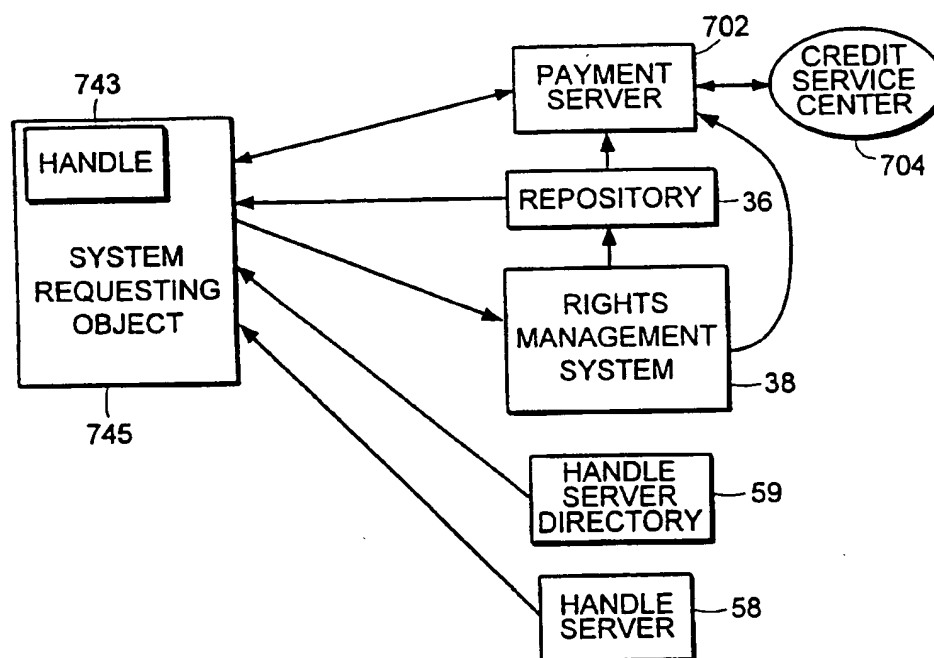 702
PAYMENT
SERVER
CREDIT
SERVICE
CENTER
704
743
HANDLE
SYSTEM
REQUESTING
OBJECT
745
REPOSITORY
36
RIGHTS
MANAGEMENT
SYSTEM
38
HANDLE
SERVER
DIRECTORY
59
HANDLE
SERVER
58